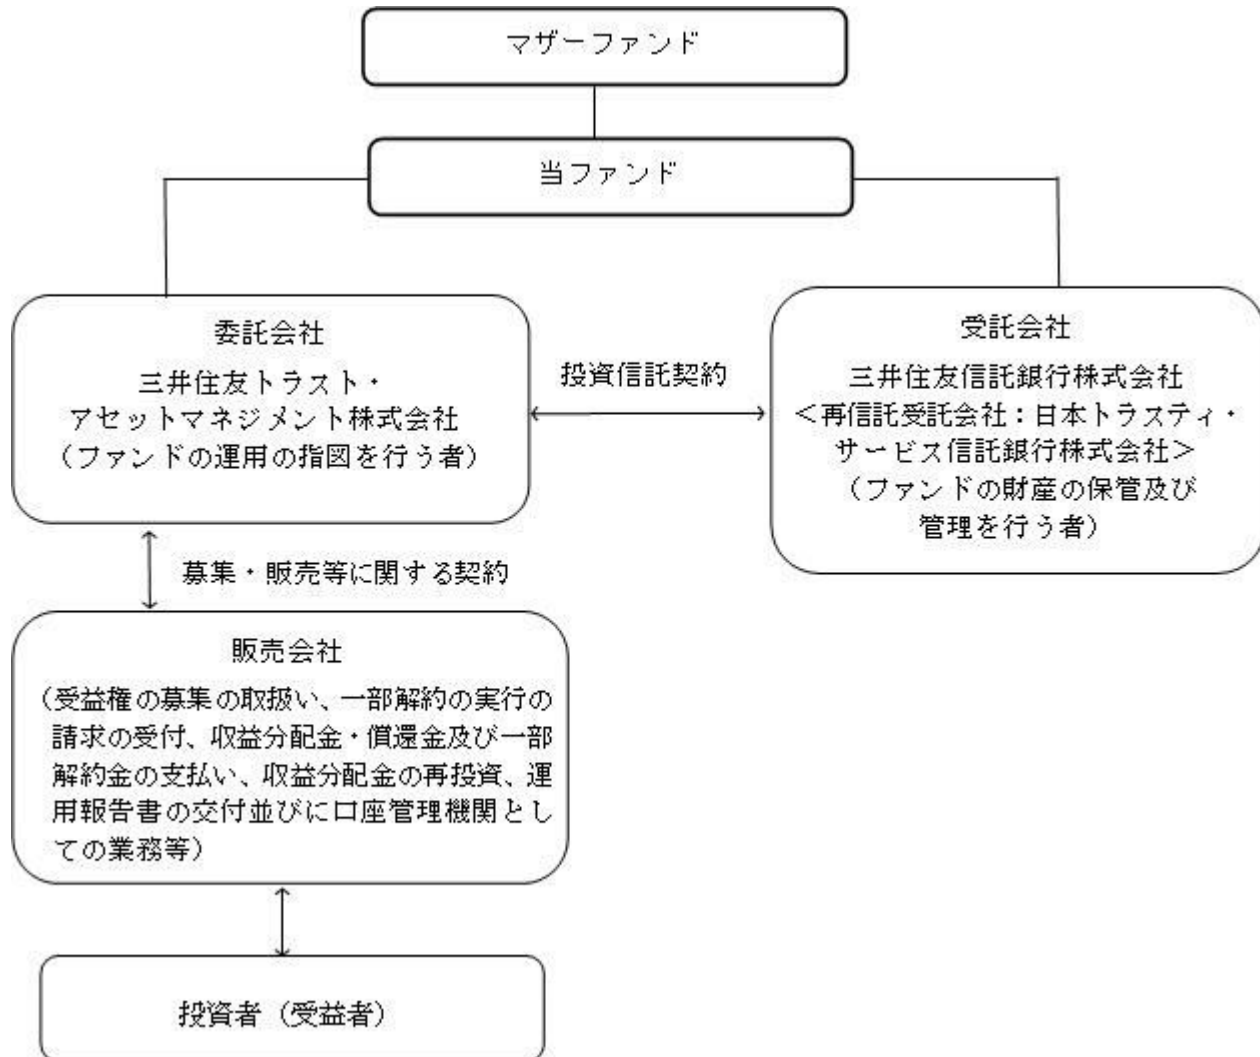 マザーファンド
当ファンド
委託会社
三井住友トラスト・
アセットマネジメント株式会社
(ファンドの運用の指図を行う者)
投資信託契約
受託会社
三井住友信託銀行株式会社
<再信託受託会社:日本トラスティ・
サービス信託銀行株式会社>
(ファンドの財産の保管及び
管理を行う者)
募集・販売等に関する契約
販売会社
(受益権の募集の取扱い、一部解約の実行の
請求の受付、収益分配金・償還金及び一部
解約金の支払い、収益分配金の再投資、運
用報告書の交付並びに口座管理機関とし
ての業務等)
投資者(受益者)